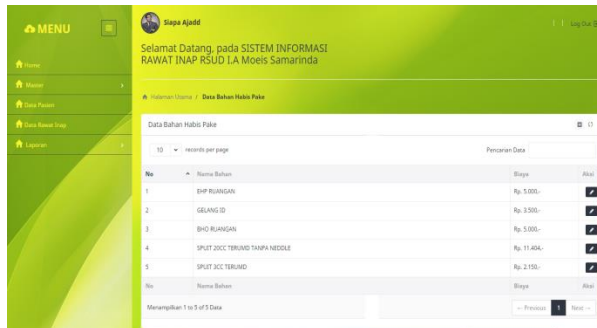 MENU
Siapa Ajadd
Log Out
Selamat Datang, pada SISTEM INFORMASI
RAWAT INAP RSUD I.A Moeis Samarinda
Home
Master
Data Pasien
Data Rawat Inap
Laporan
Halaman Utama / Data Bahan Habis Pake
Data Bahan Habis Pake
10 records per page
Pencarian Data
No Nama Bahan Biaya Aksi
1 EHP RUANGAN Rp. 5.000,-
2 GELANG ID Rp. 3.500,-
3 BHO RUANGAN Rp. 5.000,-
4 SPUIT 20CC TERUMO TANPA NEDDLE Rp. 11.404,-
5 SPUIT 3CC TERUMO Rp. 2.150,-
No Nama Bahan Biaya Aksi
Menampilkan 1 to 5 of 5 Data
← Previous 1 Next →